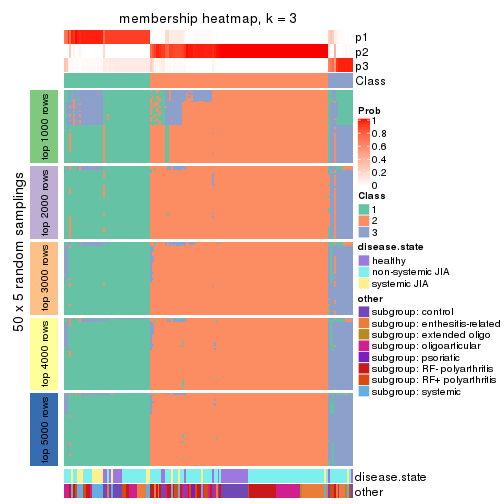 membership heatmap, k = 3
p1
p2
p3
Class
50 x 5 random samplings
top 1000 rows
top 2000 rows
top 3000 rows
top 4000 rows
top 5000 rows
disease.state
other
Prob
1
0.8
0.6
0.4
0.2
0
Class
1
2
3
disease.state
healthy
non-systemic JIA
systemic JIA
other
subgroup: control
subgroup: enthesitis-related
subgroup: extended oligo
subgroup: oligoarticular
subgroup: psoriatic
subgroup: RF- polyarthritis
subgroup: RF+ polyarthritis
subgroup: systemic